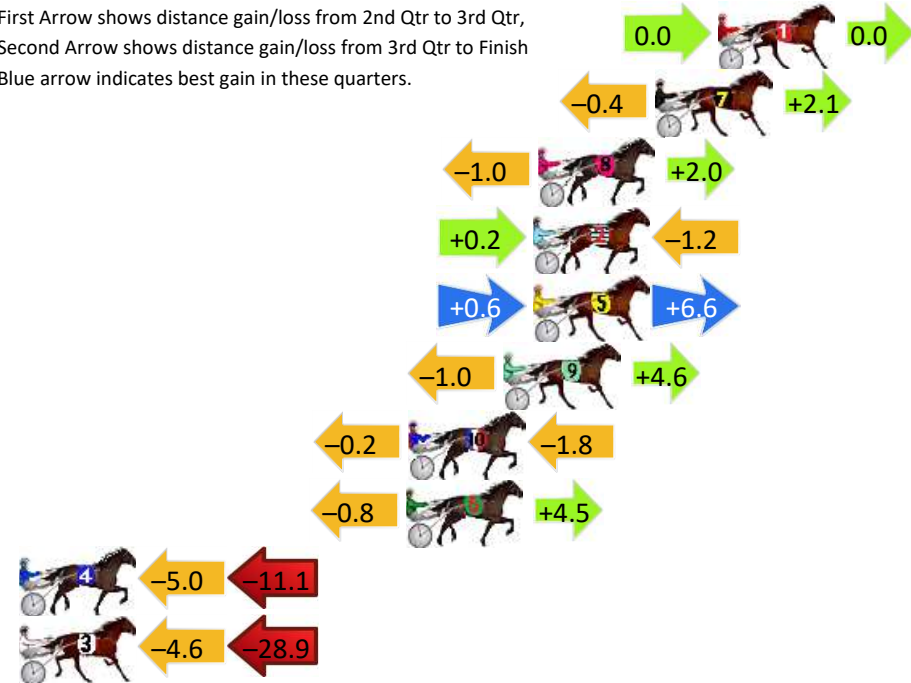 First Arrow shows distance gain/loss from 2nd Qtr to 3rd Qtr,
Second Arrow shows distance gain/loss from 3rd Qtr to Finish
Blue arrow indicates best gain in these quarters.
0.0 1 0.0
–0.4 7 +2.1
–1.0 8 +2.0
+0.2 –1.2
+0.6 5 +6.6
–1.0 9 +4.6
–0.2 10 –1.8
–0.8 6 +4.5
4 –5.0 –11.1
3 –4.6 –28.9